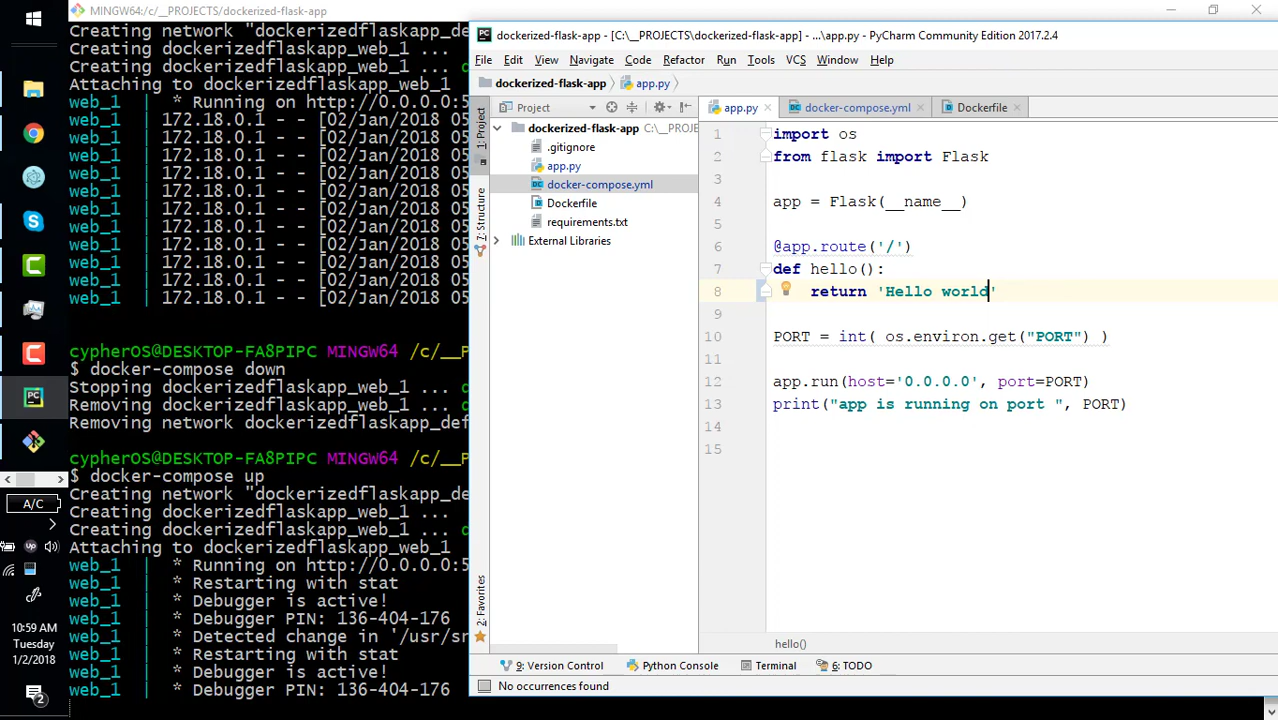 MINGW64:/c/__PROJECTS/dockerized-flask-app
Creating network "dockerizedflaskapp_de
Creating dockerizedflaskapp_web_1 ...
Creating dockerizedflaskapp_web_1 ... d
Attaching to dockerizedflaskapp_web_1
web_1 | * Running on http://0.0.0.0:5
web_1 | 172.18.0.1 - - [02/Jan/2018 05
web_1 | 172.18.0.1 - - [02/Jan/2018 05
web_1 | 172.18.0.1 - - [02/Jan/2018 05
web_1 | 172.18.0.1 - - [02/Jan/2018 05
web_1 | 172.18.0.1 - - [02/Jan/2018 05
web_1 | 172.18.0.1 - - [02/Jan/2018 05
web_1 | 172.18.0.1 - - [02/Jan/2018 05
web_1 | 172.18.0.1 - - [02/Jan/2018 05
web_1 | 172.18.0.1 - - [02/Jan/2018 05
web_1 | 172.18.0.1 - - [02/Jan/2018 05
web_1 | 172.18.0.1 - - [02/Jan/2018 05
cypherOS@DESKTOP-FA8PIPC MINGW64 /c/__P
$ docker-compose down
Stopping dockerizedflaskapp_web_1
Removing dockerizedflaskapp_web_1
Removing network dockerizedflaskapp_def
cypherOS@DESKTOP-FA8PIPC MINGW64 /c/__P
$ docker-compose up
Creating network "dockerizedflaskapp_de
Creating dockerizedflaskapp_web_1 ...
Creating dockerizedflaskapp_web_1 ... d
Attaching to dockerizedflaskapp_web_1
web_1 | * Running on http://0.0.0.0:5
web_1 | * Restarting with stat
web_1 | * Debugger is active!
web_1 | * Debugger PIN: 136-404-176
web_1 | * Detected change in '/usr/sr
web_1 | * Restarting with stat
web_1 | * Debugger is active!
web_1 | * Debugger PIN: 136-404-176
A/C
10:59 AM
Tuesday
1/2/2018
2
dockerized-flask-app - [C:\__PROJECTS\dockerized-flask-app] - ...\app.py - PyCharm Community Edition 2017.2.4
File Edit View Navigate Code Refactor Run Tools VCS Window Help
dockerized-flask-app app.py
Project
1: Project
7: Structure
2: Favorites
dockerized-flask-app C:\__PROJE
.gitignore
app.py
docker-compose.yml
Dockerfile
requirements.txt
External Libraries
app.py docker-compose.yml Dockerfile
1 import os
2 from flask import Flask
3
4 app = Flask(__name__)
5
6 @app.route('/')
7 def hello():
8 return 'Hello world'
9
10 PORT = int( os.environ.get("PORT") )
11
12 app.run(host='0.0.0.0', port=PORT)
13 print("app is running on port ", PORT)
14
15
hello()
9: Version Control Python Console Terminal 6: TODO
No occurrences found